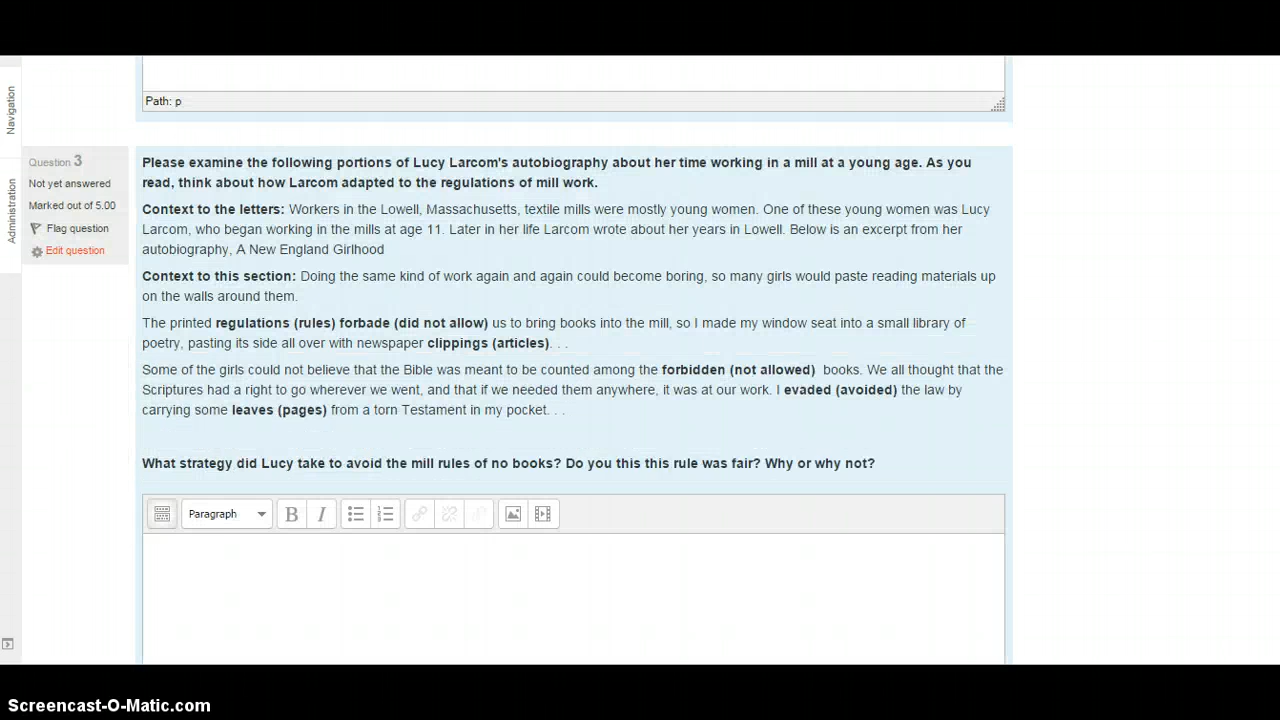 Path: p
Navigation
Administration
Question 3
Not yet answered
Marked out of 5.00
Flag question
Edit question
Please examine the following portions of Lucy Larcom's autobiography about her time working in a mill at a young age. As you
read, think about how Larcom adapted to the regulations of mill work.
Context to the letters: Workers in the Lowell, Massachusetts, textile mills were mostly young women. One of these young women was Lucy
Larcom, who began working in the mills at age 11. Later in her life Larcom wrote about her years in Lowell. Below is an excerpt from her
autobiography, A New England Girlhood
Context to this section: Doing the same kind of work again and again could become boring, so many girls would paste reading materials up
on the walls around them.
The printed regulations (rules) forbade (did not allow) us to bring books into the mill, so I made my window seat into a small library of
poetry, pasting its side all over with newspaper clippings (articles). . .
Some of the girls could not believe that the Bible was meant to be counted among the forbidden (not allowed) books. We all thought that the
Scriptures had a right to go wherever we went, and that if we needed them anywhere, it was at our work. I evaded (avoided) the law by
carrying some leaves (pages) from a torn Testament in my pocket. . .
What strategy did Lucy take to avoid the mill rules of no books? Do you this this rule was fair? Why or why not?
Paragraph B I
Screencast-O-Matic.com